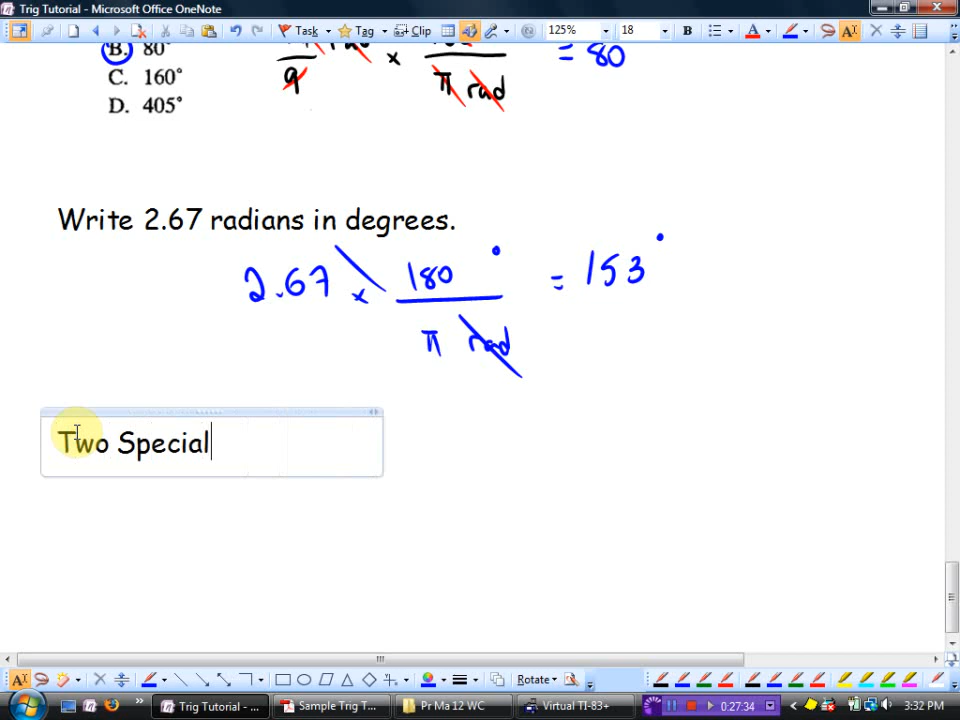 Trig Tutorial - Microsoft Office OneNote
Task Tag Clip 125% 18 B A
B. 80°
9 × π rad = 80
C. 160°
D. 405°
Write 2.67 radians in degrees.
2.67 × 180° = 153°
π rad
Two Special
Rotate
Trig Tutorial - ... Sample Trig T... Pr Ma 12 WC Virtual TI-83+ 0:27:34 3:32 PM